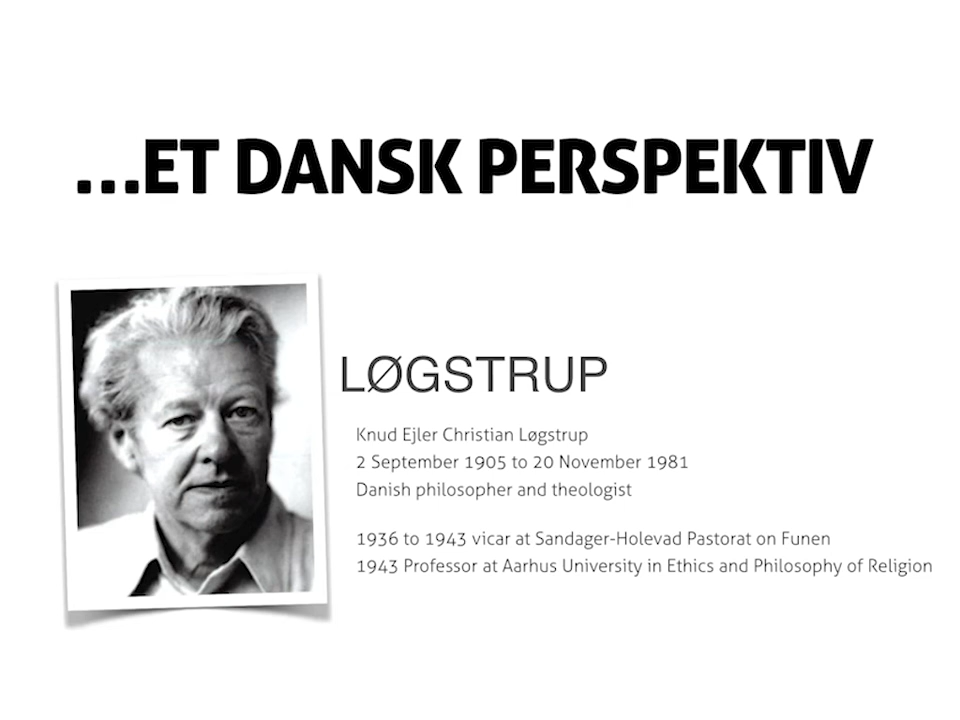 ...ET DANSK PERSPEKTIV
LØGSTRUP
Knud Ejler Christian Løgstrup
2 September 1905 to 20 November 1981
Danish philosopher and theologist
1936 to 1943 vicar at Sandager-Holevad Pastorat on Funen
1943 Professor at Aarhus University in Ethics and Philosophy of Religion